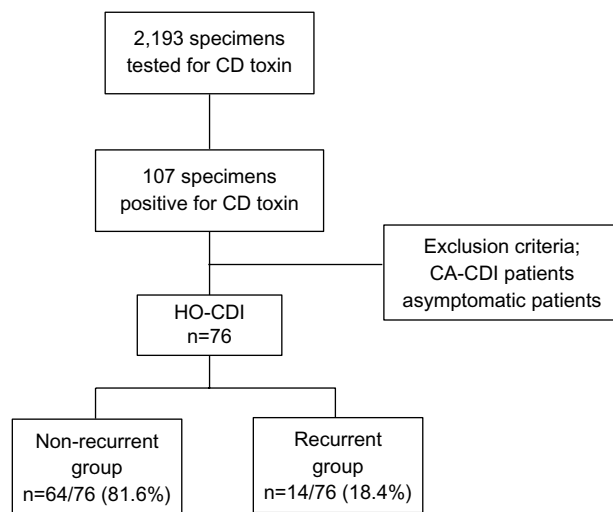 2,193 specimens
tested for CD toxin
107 specimens
positive for CD toxin
Exclusion criteria;
CA-CDI patients
asymptomatic patients
HO-CDI
n=76
Non-recurrent
group
n=64/76 (81.6%)
Recurrent
group
n=14/76 (18.4%)